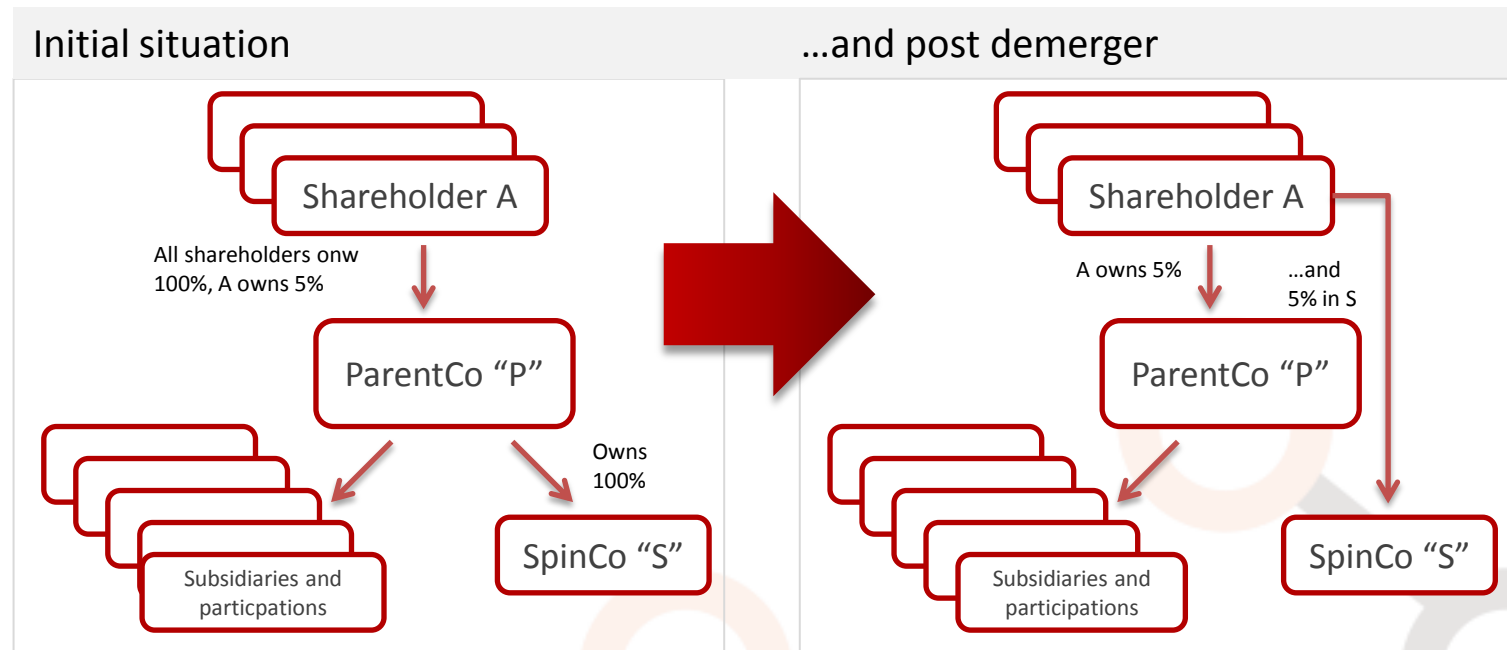 Initial situation
Shareholder A
All shareholders onw
100%, A owns 5%
ParentCo “P”
Owns
100%
SpinCo “S”
Subsidiaries and
particpations
...and post demerger
Shareholder A
A owns 5%
...and
5% in S
ParentCo “P”
Subsidiaries and
participations
SpinCo “S”